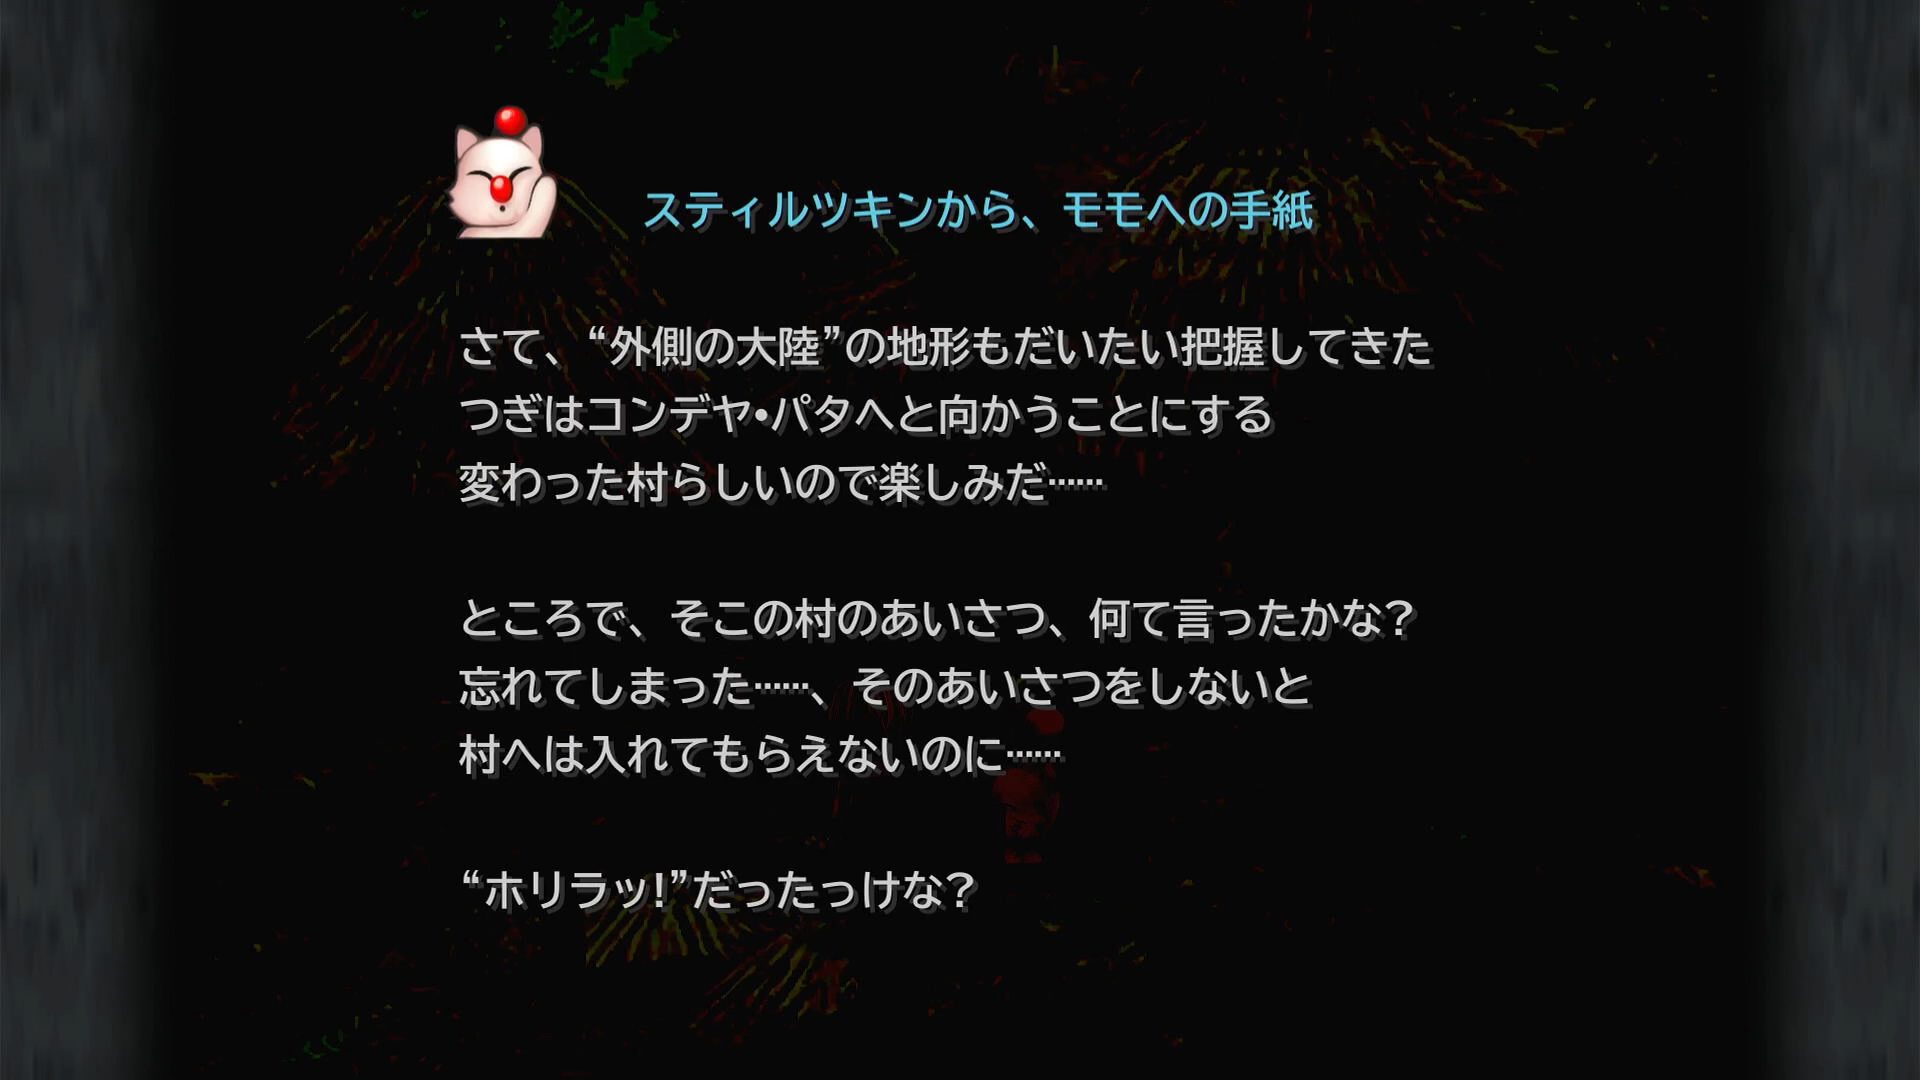 スティルツキンから、モモへの手紙
さて、“外側の大陸”の地形もだいたい把握してきた
つぎはコンデヤ・パタへと向かうことにする
変わった村らしいので楽しみだ……
ところで、そこの村のあいさつ、何て言ったかな？
忘れてしまった……、そのあいさつをしないと
村へは入れてもらえないのに……
“ホリラッ！”だったっけな？